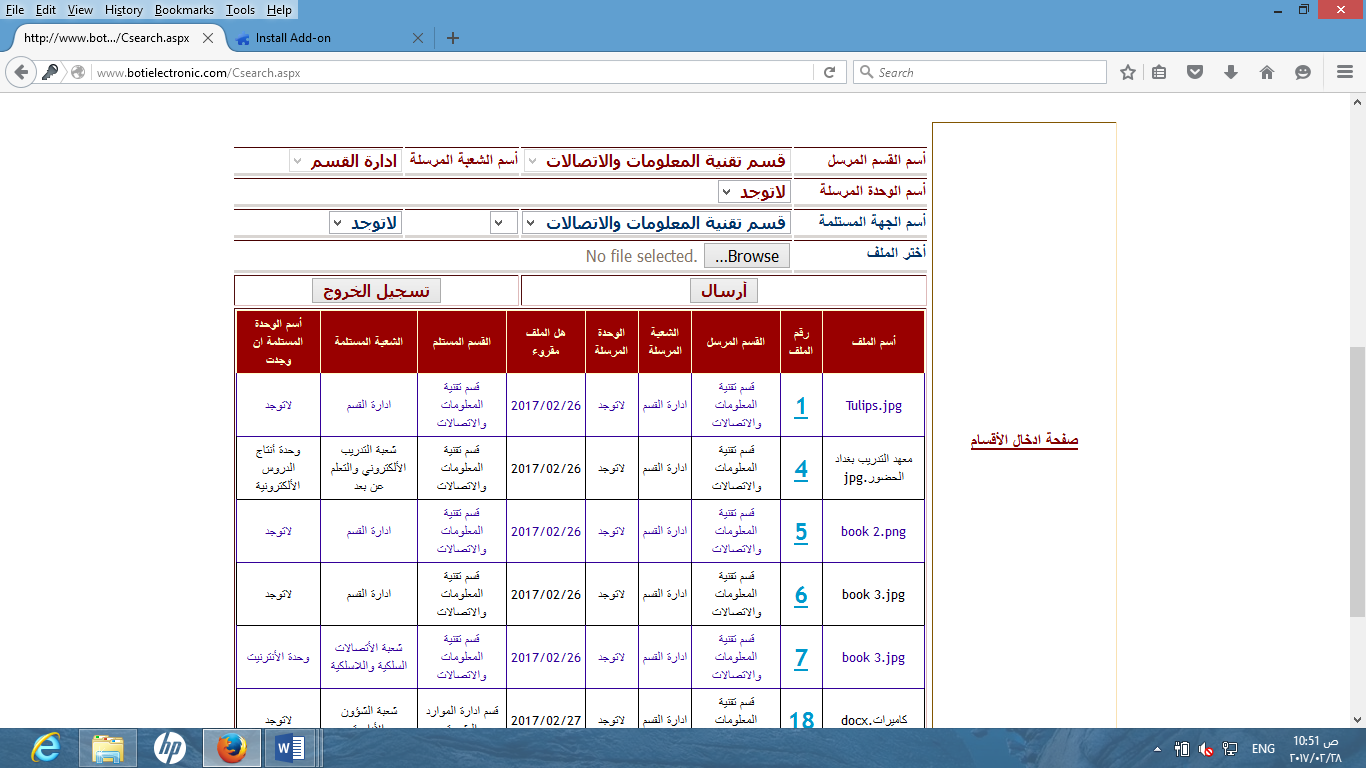 File Edit View History Bookmarks Tools Help
http://www.bot.../Csearch.aspx
Install Add-on
www.botielectronic.com/Csearch.aspx
Search
أسم القسم المرسل
قسم تقنية المعلومات والاتصالات
أسم الشعبة المرسلة
ادارة القسم
أسم الوحدة المرسلة
لاتوجد
أسم الجهة المستلمة
قسم تقنية المعلومات والاتصالات
لاتوجد
أختر الملف
Browse...
No file selected.
أرسال
تسجيل الخروج
صفحة ادخال الأقسام
أسم الملف
رقم
الملف
القسم المرسل
الشعبة
المرسلة
الوحدة
المرسلة
هل الملف
مقروء
القسم المستلم
الشعبة المستلمة
أسم الوحدة
المستلمة ان
وجدت
Tulips.jpg
1
قسم تقنية
المعلومات
والاتصالات
ادارة القسم
لاتوجد
2017/02/26
قسم تقنية
المعلومات
والاتصالات
ادارة القسم
لاتوجد
معهد التدريب بغداد
الحضور.jpg
4
قسم تقنية
المعلومات
والاتصالات
ادارة القسم
لاتوجد
2017/02/26
قسم تقنية
المعلومات
والاتصالات
شعبة التدريب
الألكتروني والتعلم
عن بعد
وحدة أنتاج
الدروس
الألكترونية
book 2.png
5
قسم تقنية
المعلومات
والاتصالات
ادارة القسم
لاتوجد
2017/02/26
قسم تقنية
المعلومات
والاتصالات
ادارة القسم
لاتوجد
book 3.jpg
6
قسم تقنية
المعلومات
والاتصالات
ادارة القسم
لاتوجد
2017/02/26
قسم تقنية
المعلومات
والاتصالات
ادارة القسم
لاتوجد
book 3.jpg
7
قسم تقنية
المعلومات
والاتصالات
ادارة القسم
لاتوجد
2017/02/26
قسم تقنية
المعلومات
والاتصالات
شعبة الأتصالات
السلكية واللاسلكية
وحدة الأنترنيت
كاميرات.docx
18
قسم تقنية
المعلومات
ادارة القسم
لاتوجد
2017/02/27
قسم ادارة الموارد
شعبة الشؤون
لاتوجد
hp
ENG
10:51 ص
٢٠١٧/٠٢/٢٨